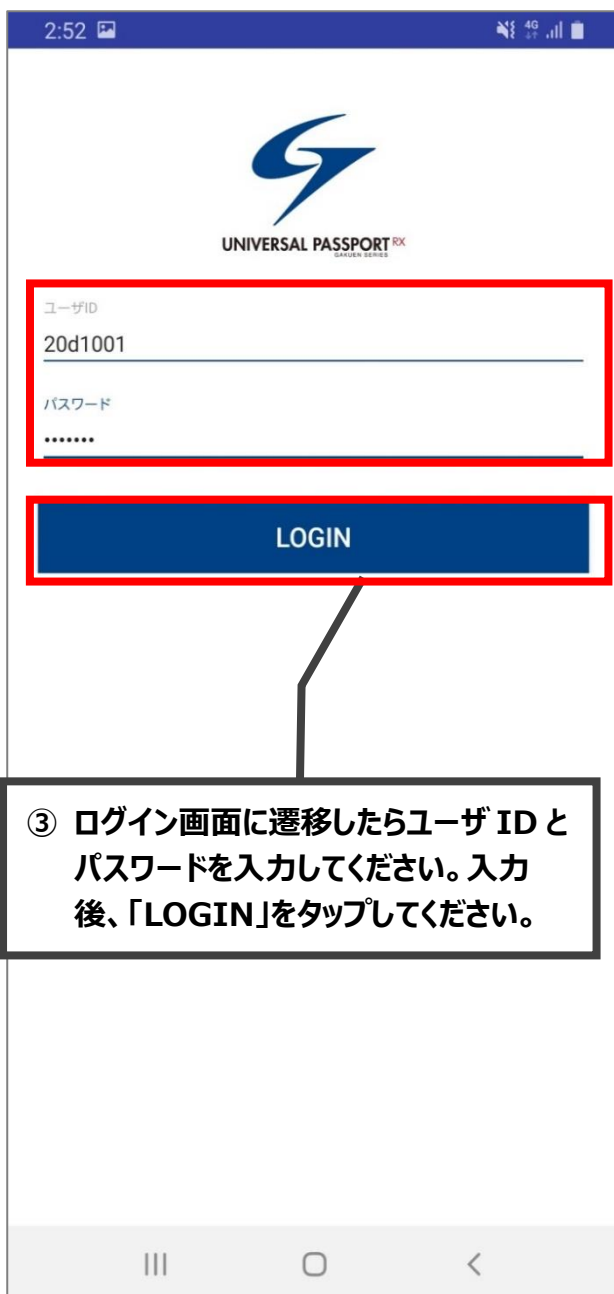 2:52
4G
UNIVERSAL PASSPORT RX
GAKUEN SERIES
ユーザID
20d1001
パスワード
•••••••
LOGIN
③ ログイン画面に遷移したらユーザ ID と
パスワードを入力してください。入力
後、「LOGIN」をタップしてください。